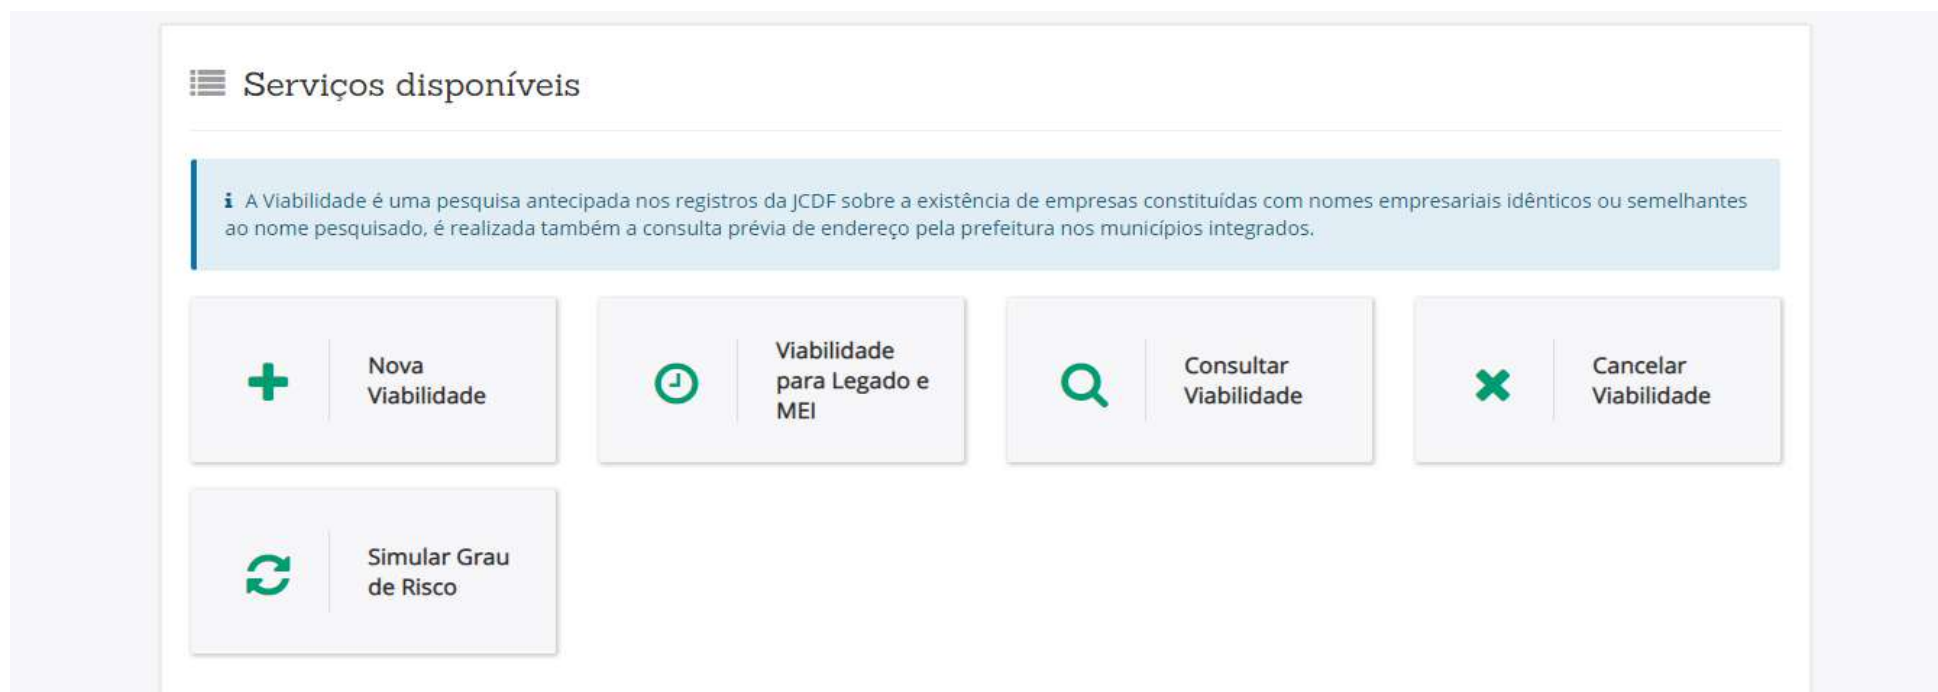 Serviços disponíveis
i A Viabilidade é uma pesquisa antecipada nos registros da JCDF sobre a existência de empresas constituídas com nomes empresariais idênticos ou semelhantes
ao nome pesquisado, é realizada também a consulta prévia de endereço pela prefeitura nos municípios integrados.
Nova
Viabilidade
Viabilidade
para Legado e
MEI
Consultar
Viabilidade
Cancelar
Viabilidade
Simular Grau
de Risco